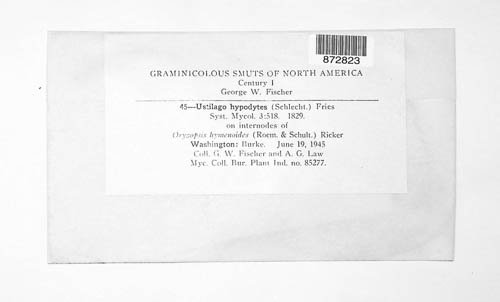 872823
GRAMINICOLOUS SMUTS OF NORTH AMERICA
Century I
George W. Fischer
45—Ustilago hypodytes (Schlecht.) Fries
Syst. Mycol. 3:518. 1829.
on internodes of
Oryzopsis hymenoides (Roem. & Schult.) Ricker
Washington: Burke. June 19, 1945
Coll. G. W. Fischer and A. G. Law
Myc. Coll. Bur. Plant Ind. no. 85277.